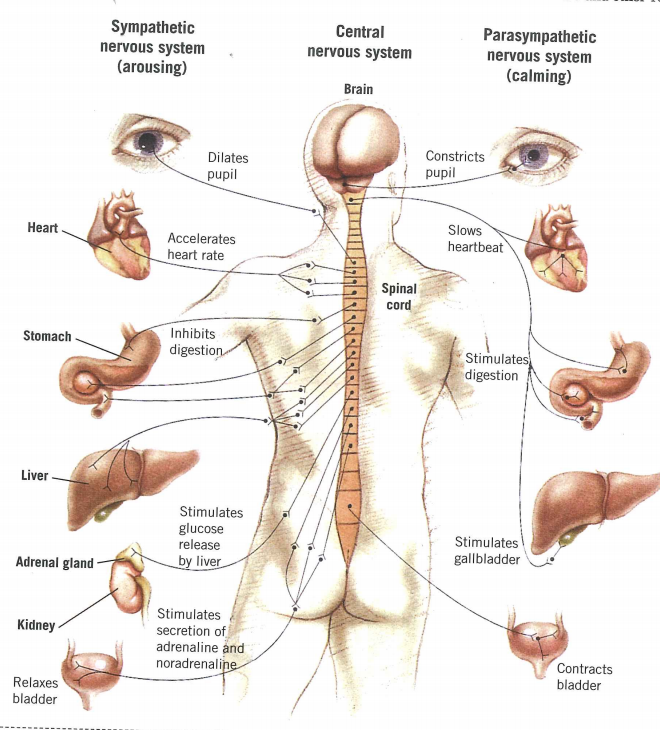 Sympathetic
nervous system
(arousing)
Central
nervous system
Parasympathetic
nervous system
(calming)
Brain
Dilates
pupil
Constricts
pupil
Heart
Accelerates
heart rate
Slows
heartbeat
Spinal
cord
Stomach
Inhibits
digestion
Stimulates
digestion
Liver
Stimulates
glucose
release
by liver
Stimulates
gallbladder
Adrenal gland
Kidney
Stimulates
secretion of
adrenaline and
noradrenaline
Relaxes
bladder
Contracts
bladder